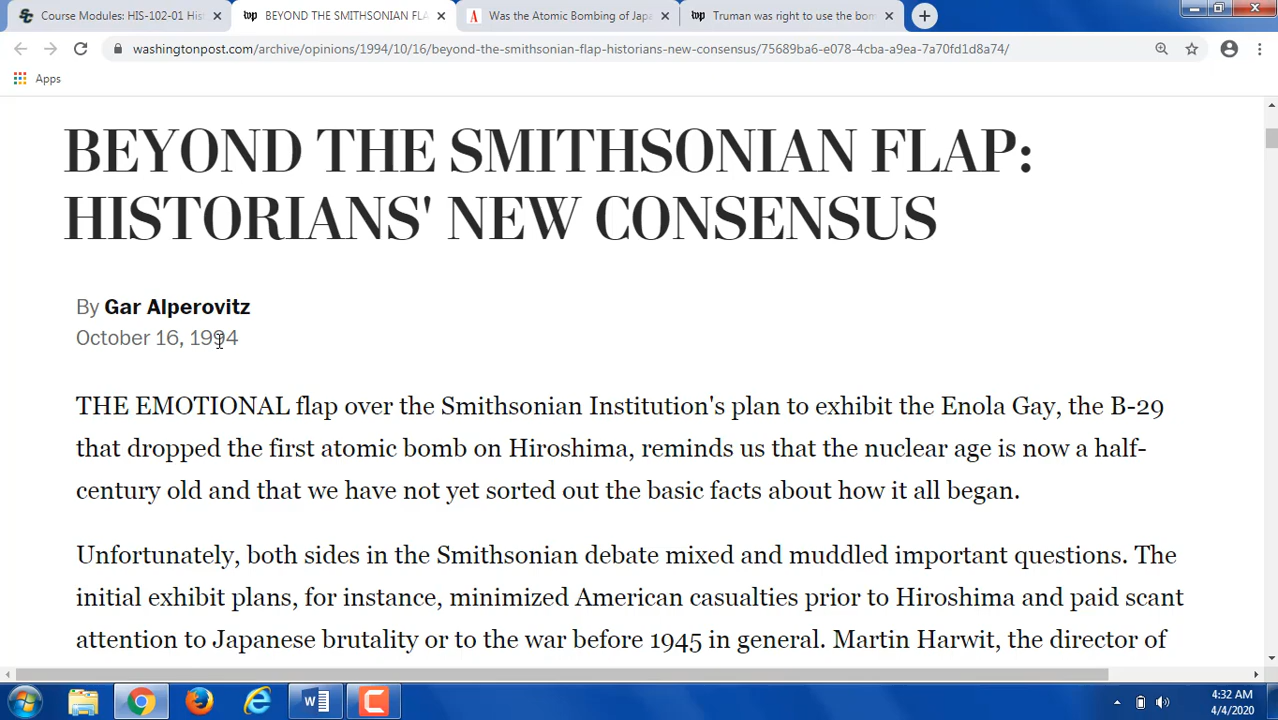 Course Modules: HIS-102-01 His
BEYOND THE SMITHSONIAN FLA
Was the Atomic Bombing of Japa
Truman was right to use the bom
washingtonpost.com/archive/opinions/1994/10/16/beyond-the-smithsonian-flap-historians-new-consensus/75689ba6-e078-4cba-a9ea-7a70fd1d8a74/
Apps
BEYOND THE SMITHSONIAN FLAP:
HISTORIANS' NEW CONSENSUS
By Gar Alperovitz
October 16, 1994
THE EMOTIONAL flap over the Smithsonian Institution's plan to exhibit the Enola Gay, the B-29
that dropped the first atomic bomb on Hiroshima, reminds us that the nuclear age is now a half-
century old and that we have not yet sorted out the basic facts about how it all began.
Unfortunately, both sides in the Smithsonian debate mixed and muddled important questions. The
initial exhibit plans, for instance, minimized American casualties prior to Hiroshima and paid scant
attention to Japanese brutality or to the war before 1945 in general. Martin Harwit, the director of
4:32 AM
4/4/2020